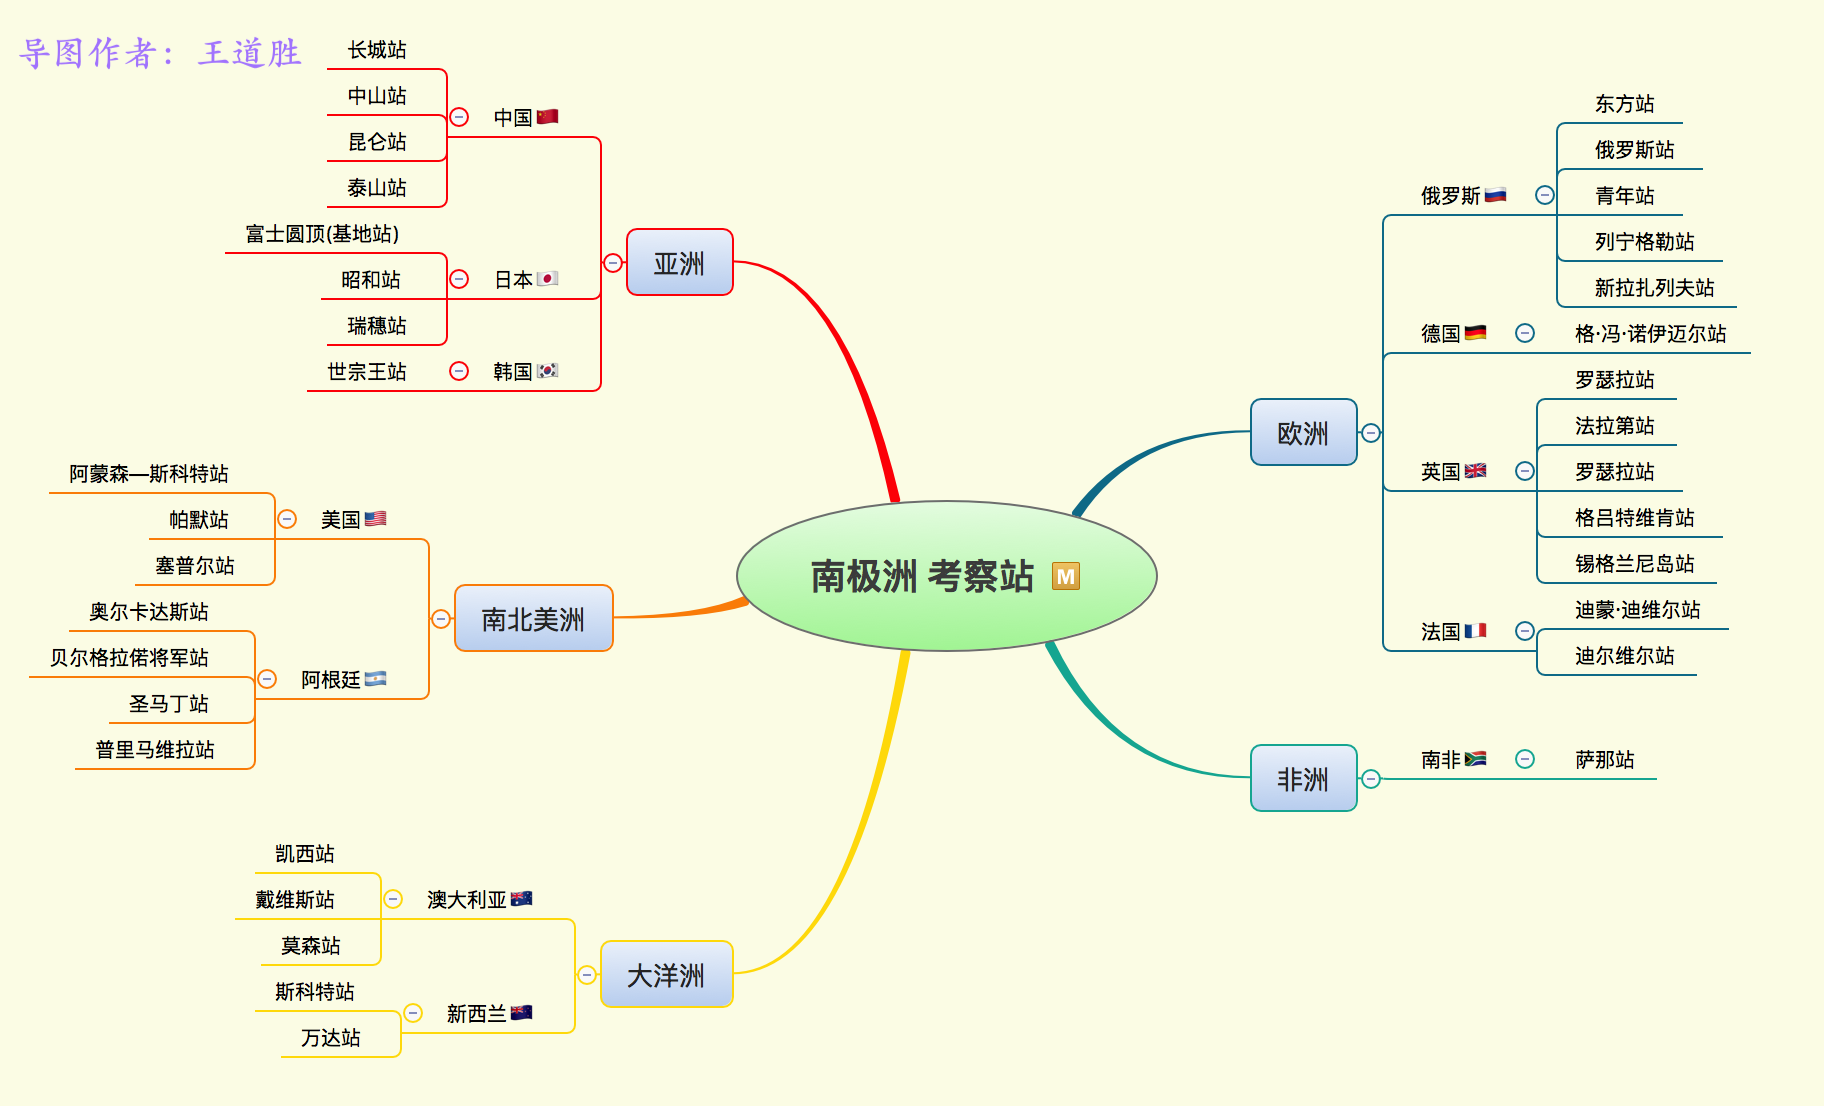 导图作者：王道胜
南极洲 考察站 M
亚洲
中国
长城站
中山站
昆仑站
泰山站
日本
富士圆顶(基地站)
昭和站
瑞穗站
韩国
世宗王站
南北美洲
美国
阿蒙森—斯科特站
帕默站
塞普尔站
阿根廷
奥尔卡达斯站
贝尔格拉偌将军站
圣马丁站
普里马维拉站
大洋洲
澳大利亚
凯西站
戴维斯站
莫森站
新西兰
斯科特站
万达站
欧洲
俄罗斯
东方站
俄罗斯站
青年站
列宁格勒站
新拉扎列夫站
德国
格·冯·诺伊迈尔站
英国
罗瑟拉站
法拉第站
罗瑟拉站
格吕特维肯站
锡格兰尼岛站
法国
迪蒙·迪维尔站
迪尔维尔站
非洲
南非
萨那站